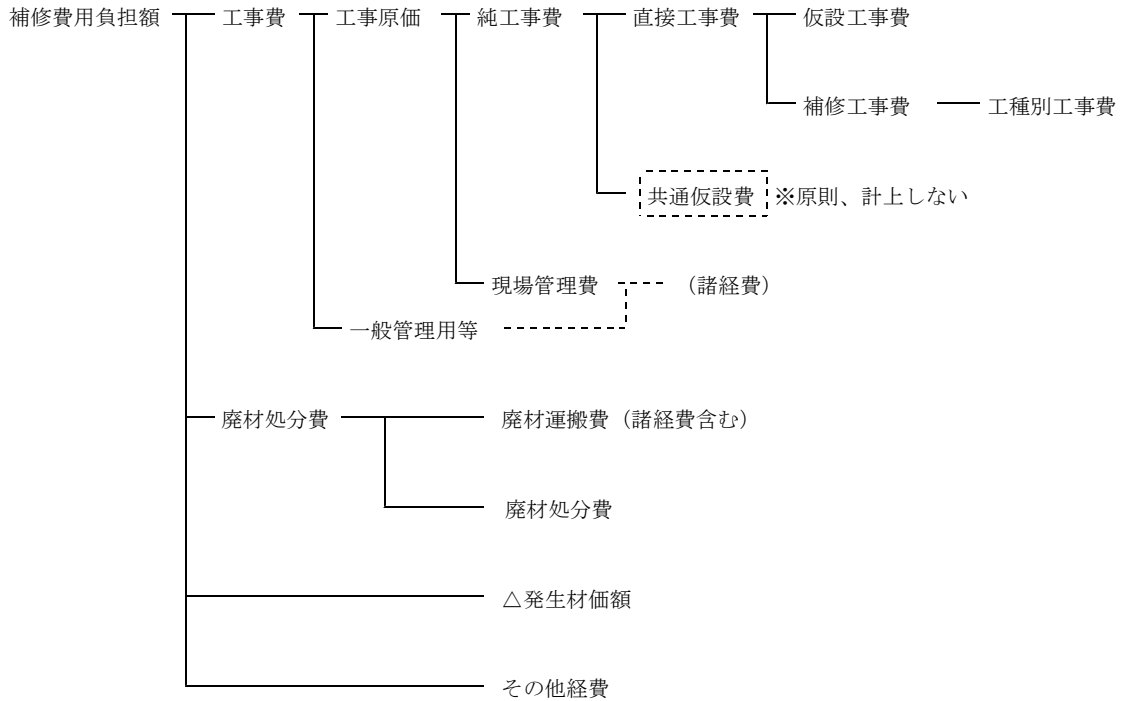 補修費用負担額 工事費 工事原価 純工事費 直接工事費 仮設工事費
補修工事費 工種別工事費
共通仮設費 ※原則、計上しない
現場管理費 （諸経費）
一般管理用等
廃材処分費 廃材運搬費（諸経費含む）
廃材処分費
△発生材価額
その他経費